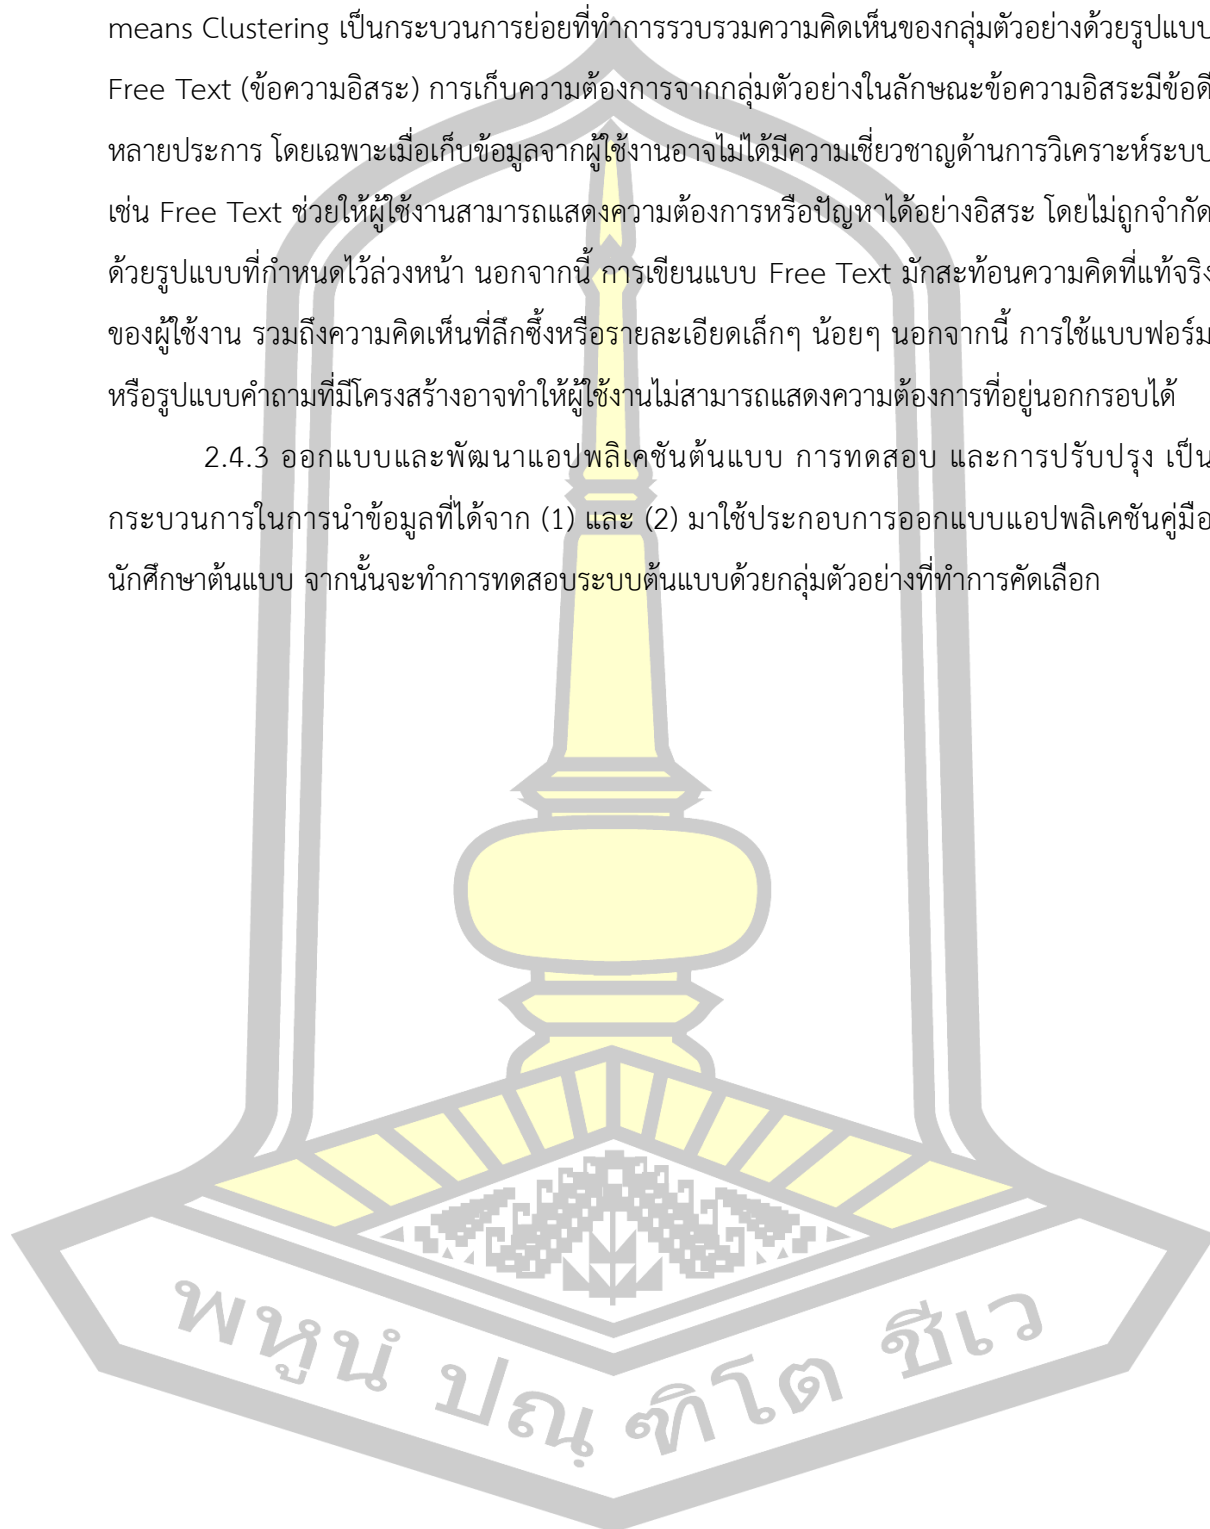 means Clustering เป็นกระบวนการย่อยที่ทำการรวบรวมความคิดเห็นของกลุ่มตัวอย่างด้วยรูปแบบ
Free Text (ข้อความอิสระ) การเก็บความต้องการจากกลุ่มตัวอย่างในลักษณะข้อความอิสระมีข้อดี
หลายประการ โดยเฉพาะเมื่อเก็บข้อมูลจากผู้ใช้งานอาจไม่ได้มีความเชี่ยวชาญด้านการวิเคราะห์ระบบ
เช่น Free Text ช่วยให้ผู้ใช้งานสามารถแสดงความต้องการหรือปัญหาได้อย่างอิสระ โดยไม่ถูกจำกัด
ด้วยรูปแบบที่กำหนดไว้ล่วงหน้า นอกจากนี้ การเขียนแบบ Free Text มักสะท้อนความคิดที่แท้จริง
ของผู้ใช้งาน รวมถึงความคิดเห็นที่ลึกซึ้งหรือรายละเอียดเล็กๆ น้อยๆ นอกจากนี้ การใช้แบบฟอร์ม
หรือรูปแบบคำถามที่มีโครงสร้างอาจทำให้ผู้ใช้งานไม่สามารถแสดงความต้องการที่อยู่นอกกรอบได้
2.4.3 ออกแบบและพัฒนาแอปพลิเคชันต้นแบบ การทดสอบ และการปรับปรุง เป็น
กระบวนการในการนำข้อมูลที่ได้จาก (1) และ (2) มาใช้ประกอบการออกแบบแอปพลิเคชันคู่มือ
นักศึกษาต้นแบบ จากนั้นจะทำการทดสอบระบบต้นแบบด้วยกลุ่มตัวอย่างที่ทำการคัดเลือก
พหูนํ ปณฺ ฑิโต ชีเว